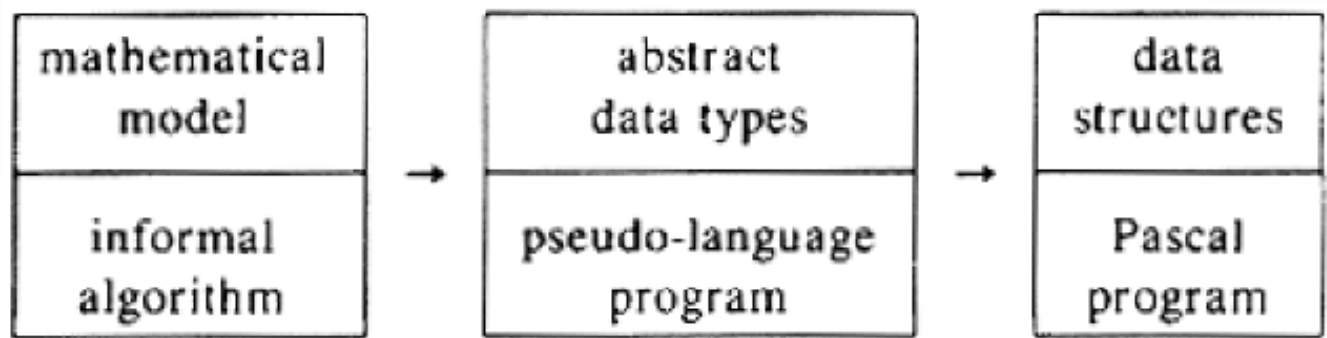 mathematical
model
informal
algorithm
→
abstract
data types
pseudo-language
program
→
data
structures
Pascal
program